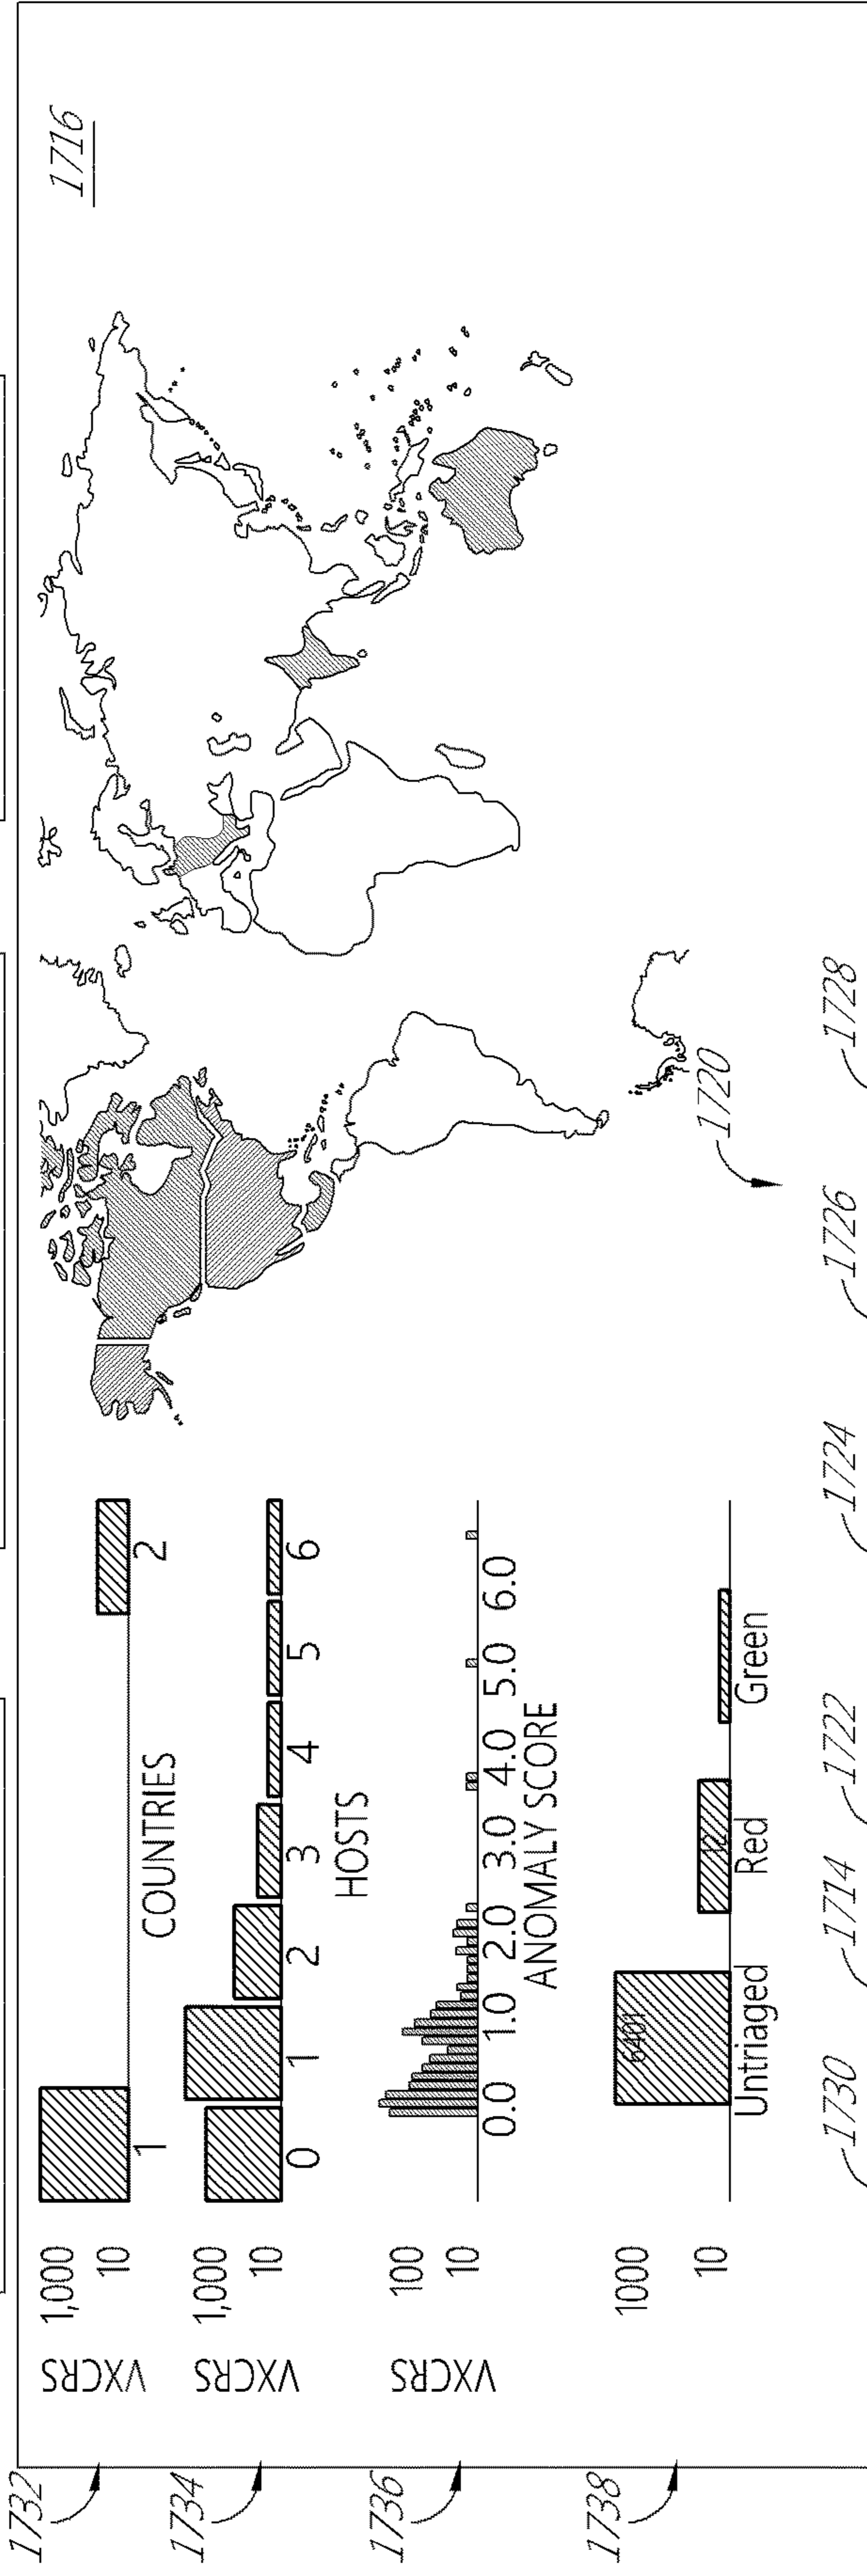 1716
1732
VXCRS
1,000
10
1 2
COUNTRIES
1734
VXCRS
1,000
10
0 1 2 3 4 5 6
HOSTS
1736
VXCRS
100
10
0.0 1.0 2.0 3.0 4.0 5.0 6.0
ANOMALY SCORE
1738
1000
10
6401
12
Untriaged Red Green
1720
1730 1714 1722 1724 1726 1728